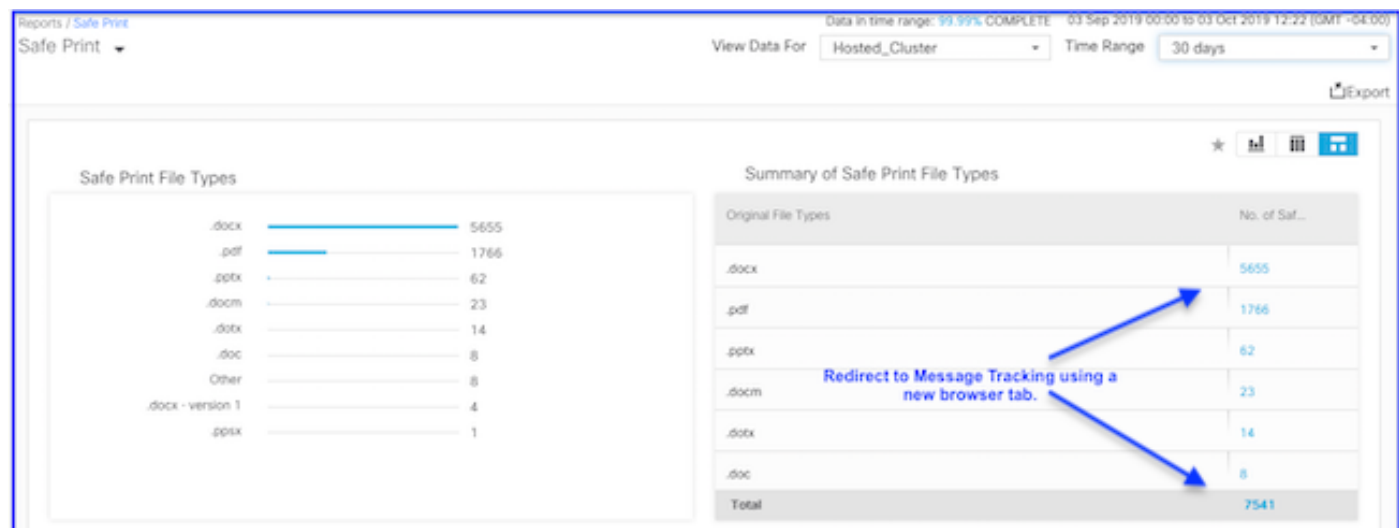 Reports / Safe Print
Data in time range: 99.99% COMPLETE 03 Sep 2019 00:00 to 03 Oct 2019 12:22 (GMT -04:00)
Safe Print
View Data For Hosted_Cluster Time Range 30 days
Export
Safe Print File Types
.docx 5655
.pdf 1766
.pptx 62
.docm 23
.dotx 14
.doc 8
Other 8
.docx - version 1 4
.ppsx 1
Summary of Safe Print File Types
Original File Types No. of Saf...
.docx 5655
.pdf 1766
.pptx 62
Redirect to Message Tracking using a
new browser tab.
.docm 23
.dotx 14
.doc 8
Total 7541